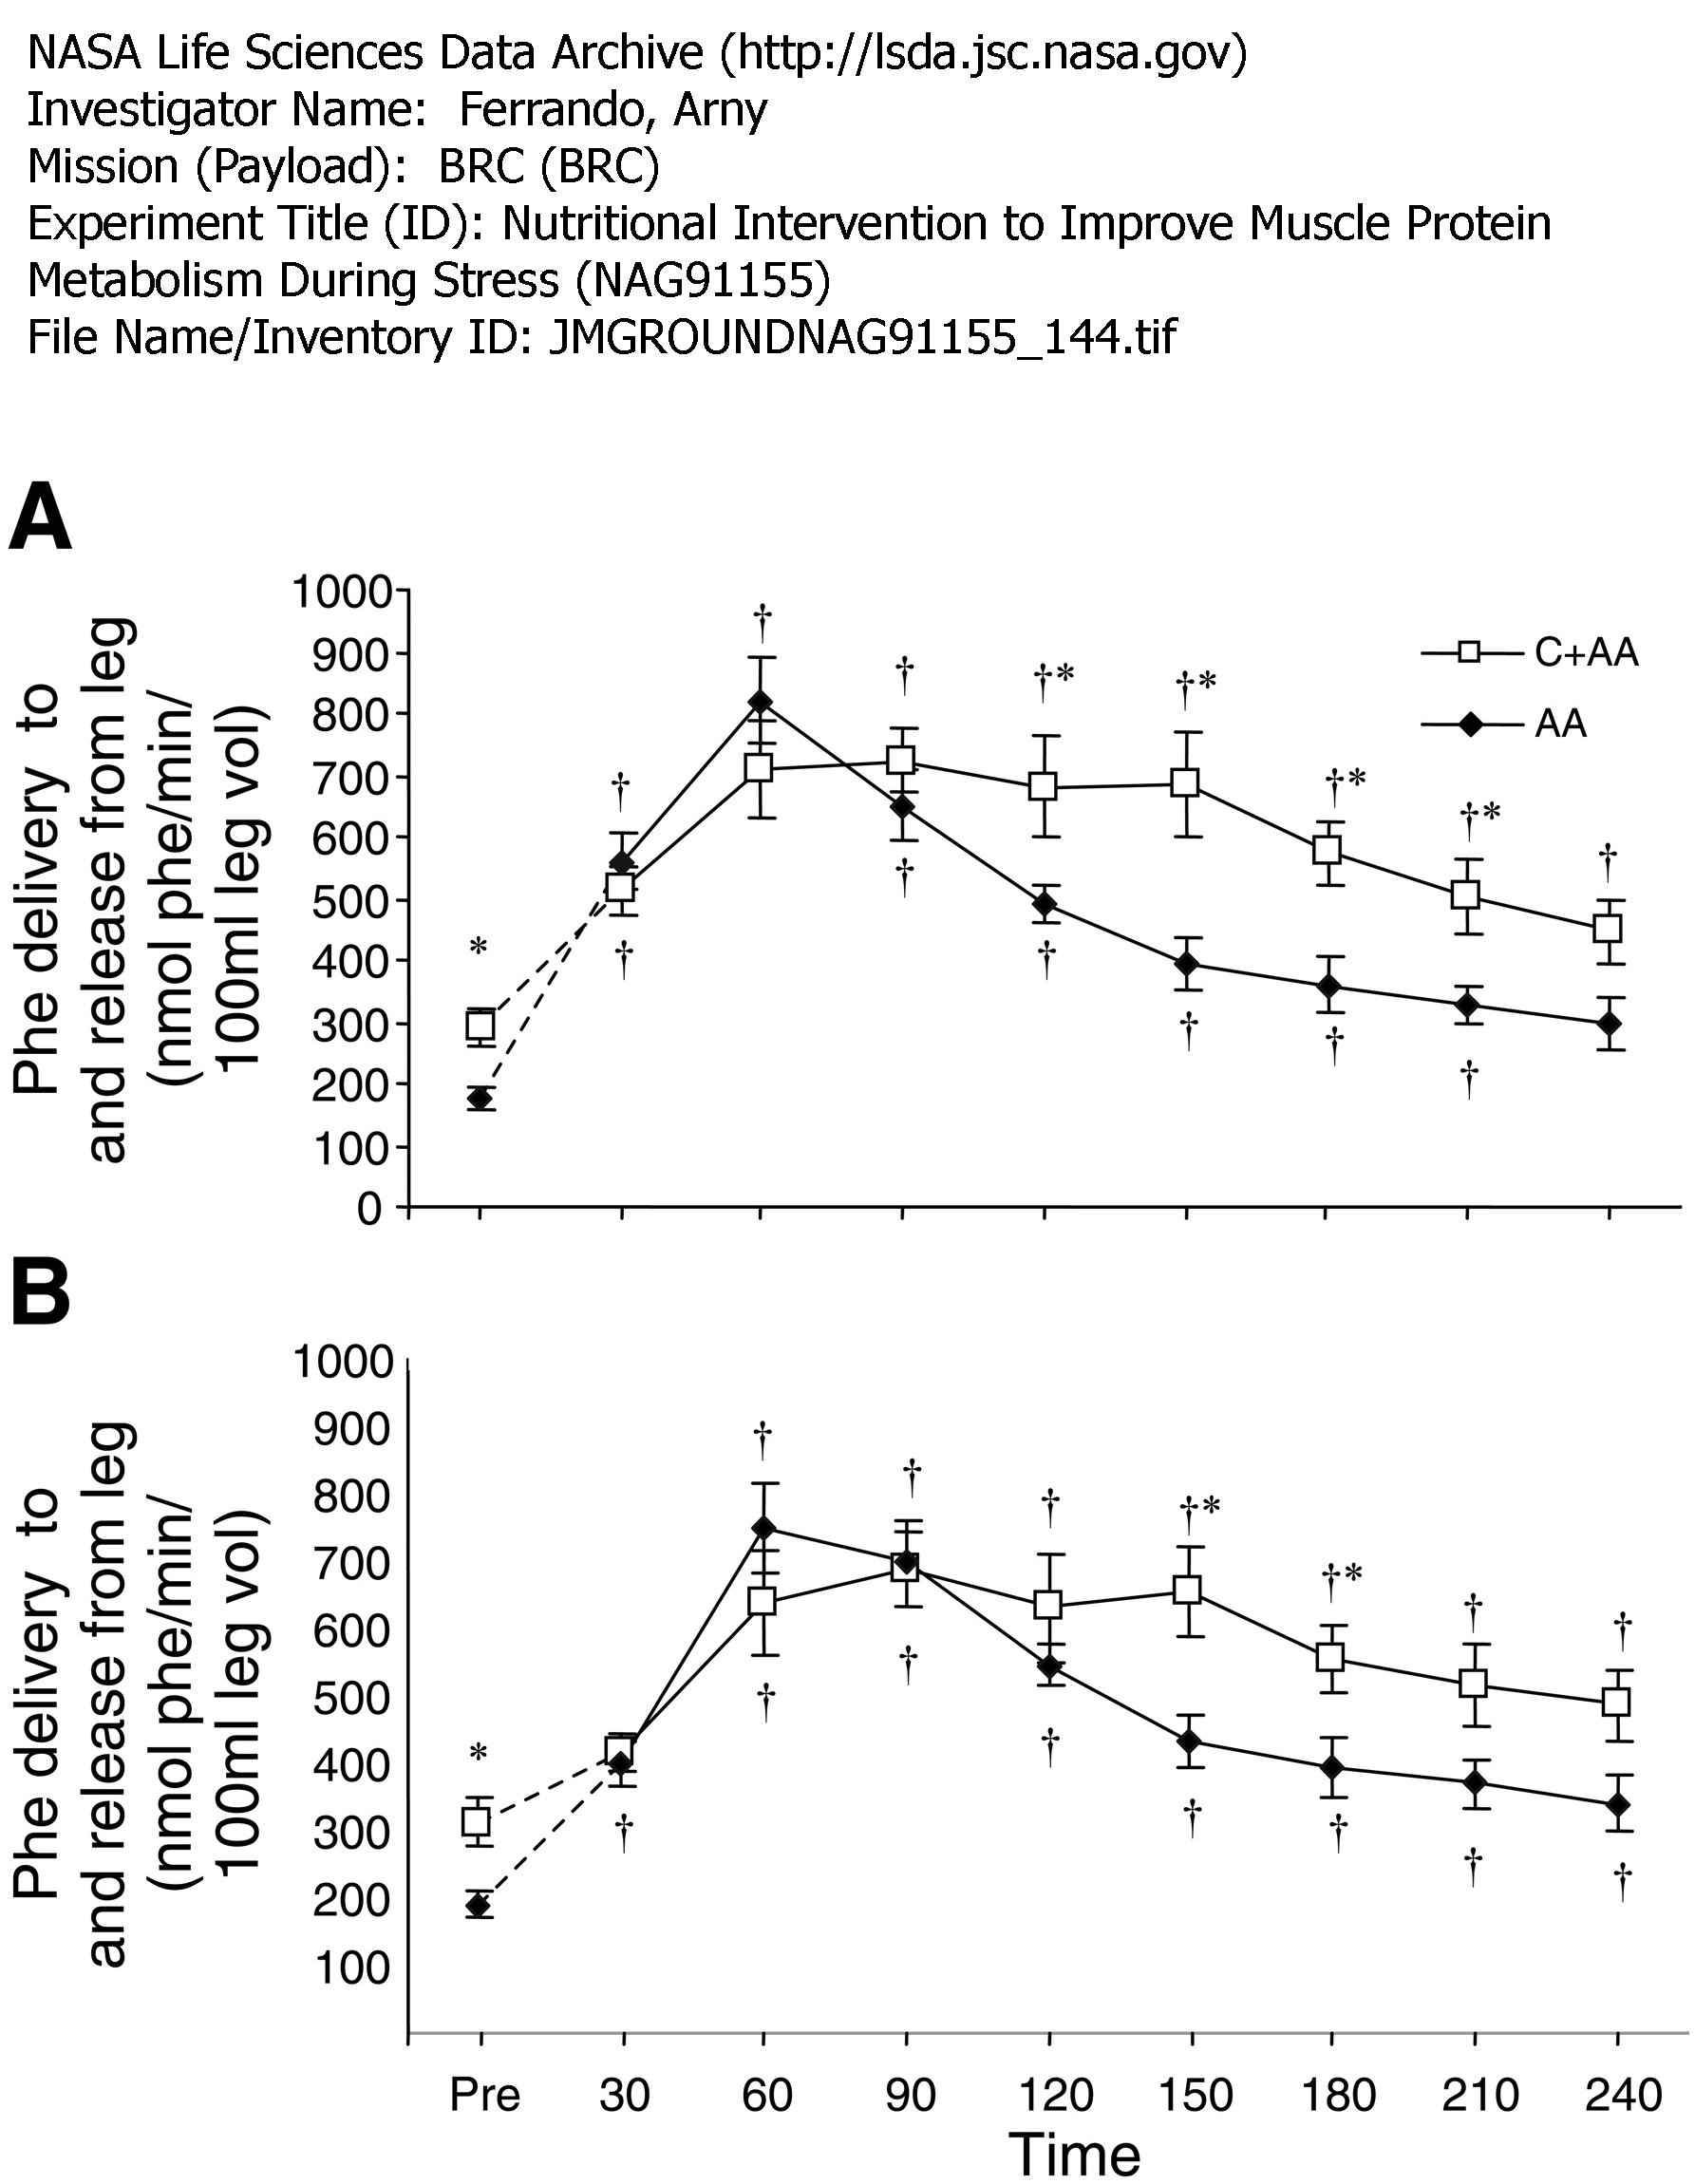 NASA Life Sciences Data Archive (http://lsda.jsc.nasa.gov)
Investigator Name:  Ferrando, Arny
Mission (Payload):  BRC (BRC)
Experiment Title (ID): Nutritional Intervention to Improve Muscle Protein
Metabolism During Stress (NAG91155)
File Name/Inventory ID: JMGROUNDNAG91155_144.tif
A
Phe delivery to
and release from leg
(nmol phe/min/
100ml leg vol)
1000
900
800
700
600
500
400
300
200
100
0
C+AA
AA
*
†
†
†
†
†
†*
†
†*
†
†*
†
†*
†
†
B
Phe delivery to
and release from leg
(nmol phe/min/
100ml leg vol)
1000
900
800
700
600
500
400
300
200
100
*
†
†
†
†
†
†
†
†*
†
†*
†
†
†
†
†
Pre 30 60 90 120 150 180 210 240
Time